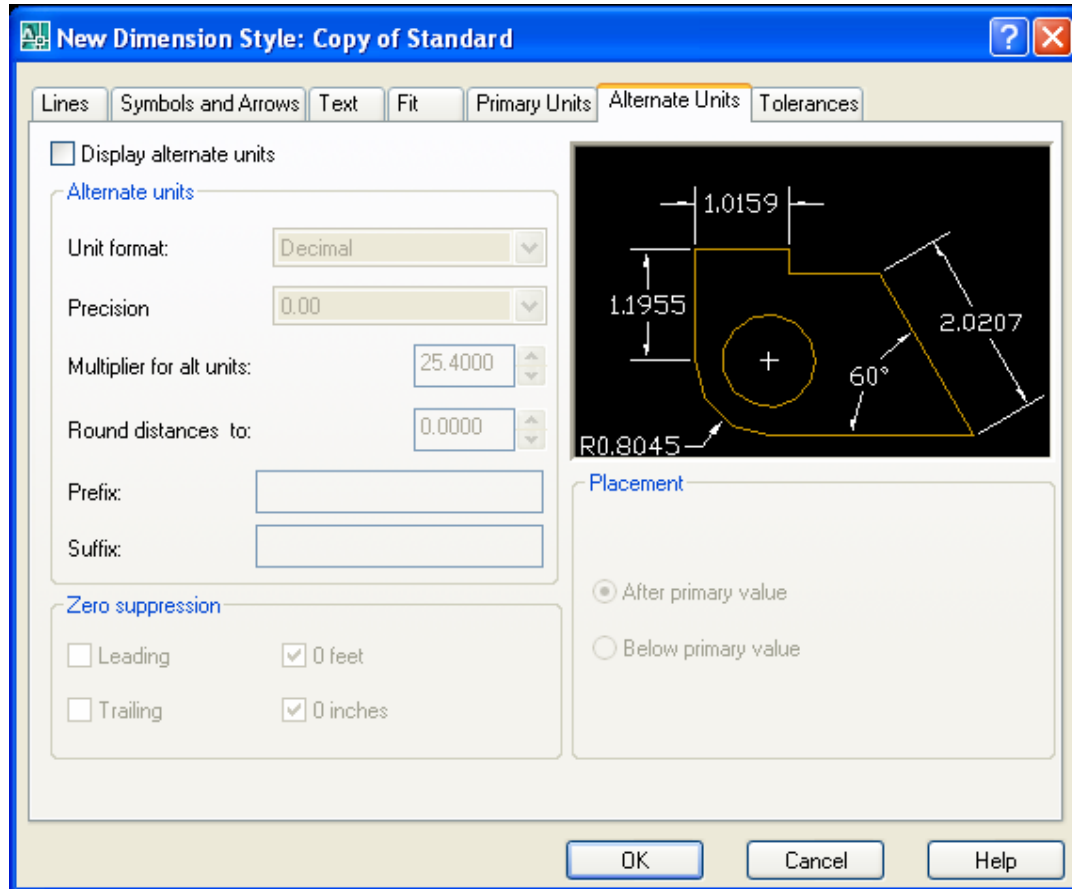 New Dimension Style: Copy of Standard
Lines Symbols and Arrows Text Fit Primary Units Alternate Units Tolerances
Display alternate units
Alternate units
Unit format: Decimal
Precision 0.00
Multiplier for alt units: 25.4000
Round distances to: 0.0000
Prefix:
Suffix:
Zero suppression
Leading 0 feet
Trailing 0 inches
1.0159
1.1955
2.0207
60°
R0.8045
Placement
After primary value
Below primary value
OK Cancel Help